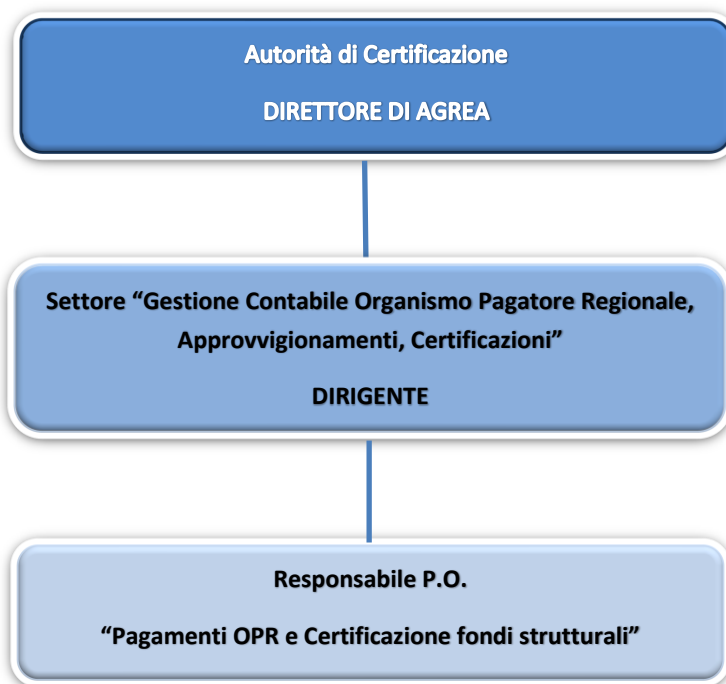 Autorità di Certificazione
DIRETTORE DI AGREA
Settore “Gestione Contabile Organismo Pagatore Regionale,
Approvvigionamenti, Certificazioni”
DIRIGENTE
Responsabile P.O.
“Pagamenti OPR e Certificazione fondi strutturali”